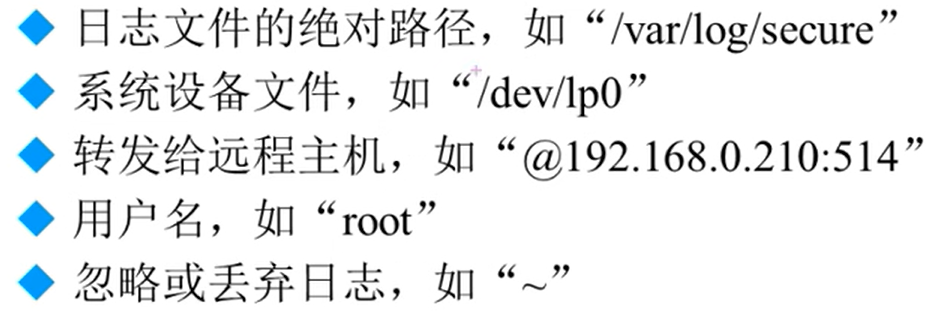 ◆ 日志文件的绝对路径，如“/var/log/secure”
◆ 系统设备文件，如“/dev/lp0”
◆ 转发给远程主机，如“@192.168.0.210:514”
◆ 用户名，如“root”
◆ 忽略或丢弃日志，如“~”